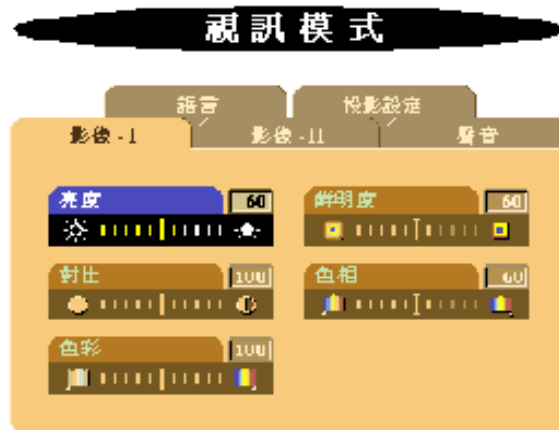 視訊模式
語言 投影設定
影像-I 影像-II 聲音
亮度 60 鮮明度 60
對比 100 色相 60
色彩 100